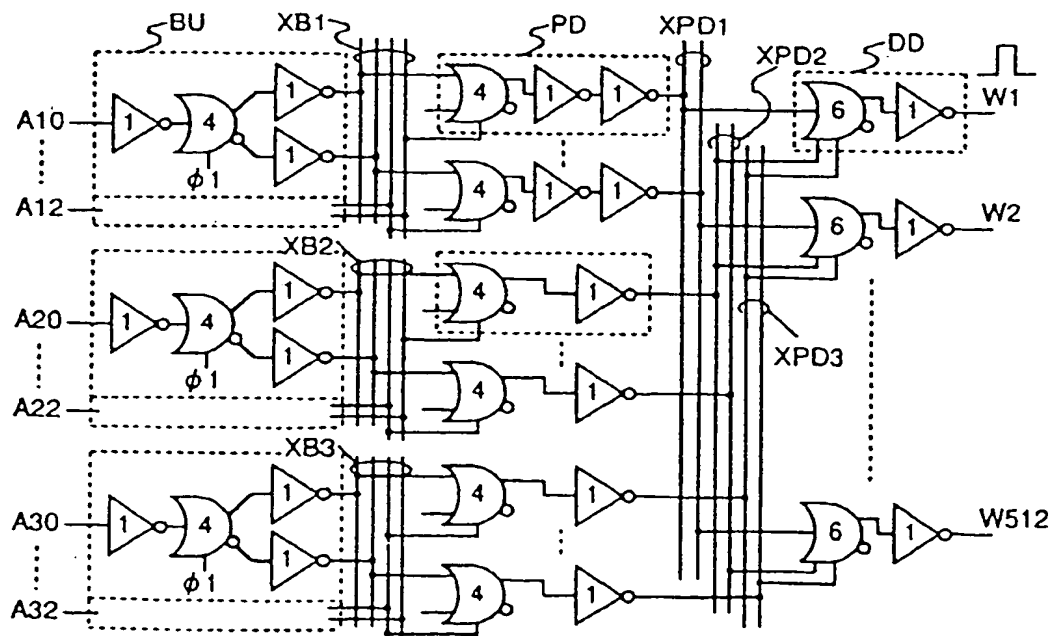 BU XB1 PD XPD1 XPD2 DD
A10 1 4 1 1 φ1 4 1 1 6 1 W1
A12 4 1 1 6 1 W2
XB2
A20 1 4 1 1 φ1 4 1 XPD3
A22 4 1
XB3
A30 1 4 1 1 φ1 4 1 6 1 W512
A32 4 1